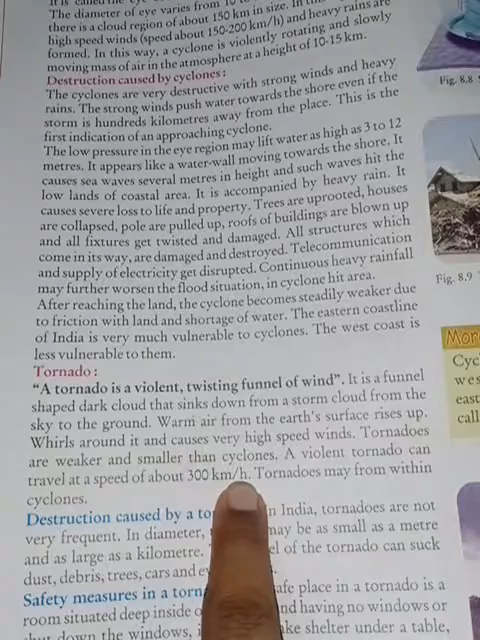 It is called the
The diameter of eye varies from 10 to
there is a cloud region of about 150 km in size. In
high speed winds (speed about 150-200 km/h) and heavy rains are
formed. In this way, a cyclone is violently rotating and slowly
moving mass of air in the atmosphere at a height of 10-15 km.
Destruction caused by cyclones :
The cyclones are very destructive with strong winds and heavy
rains. The strong winds push water towards the shore even if the
storm is hundreds kilometres away from the place. This is the
first indication of an approaching cyclone.
The low pressure in the eye region may lift water as high as 3 to 12
metres. It appears like a water-wall moving towards the shore. It
causes sea waves several metres in height and such waves hit the
low lands of coastal area. It is accompanied by heavy rain. It
causes severe loss to life and property. Trees are uprooted, houses
are collapsed, pole are pulled up, roofs of buildings are blown up
and all fixtures get twisted and damaged. All structures which
come in its way, are damaged and destroyed. Telecommunication
and supply of electricity get disrupted. Continuous heavy rainfall
may further worsen the flood situation, in cyclone hit area.
After reaching the land, the cyclone becomes steadily weaker due
to friction with land and shortage of water. The eastern coastline
of India is very much vulnerable to cyclones. The west coast is
less vulnerable to them.
Tornado :
“A tornado is a violent, twisting funnel of wind”. It is a funnel
shaped dark cloud that sinks down from a storm cloud from the
sky to the ground. Warm air from the earth's surface rises up.
Whirls around it and causes very high speed winds. Tornadoes
are weaker and smaller than cyclones. A violent tornado can
travel at a speed of about 300 km/h. Tornadoes may from within
cyclones.
Destruction caused by a to n India, tornadoes are not
very frequent. In diameter, may be as small as a metre
and as large as a kilometre. el of the tornado can suck
dust, debris, trees, cars and ev
Safety measures in a torn afe place in a tornado is a
room situated deep inside nd having no windows or
shut down the windows, ke shelter under a table,
Fig. 8.8
Fig. 8.9
Mor
Cyc
wes
east
call